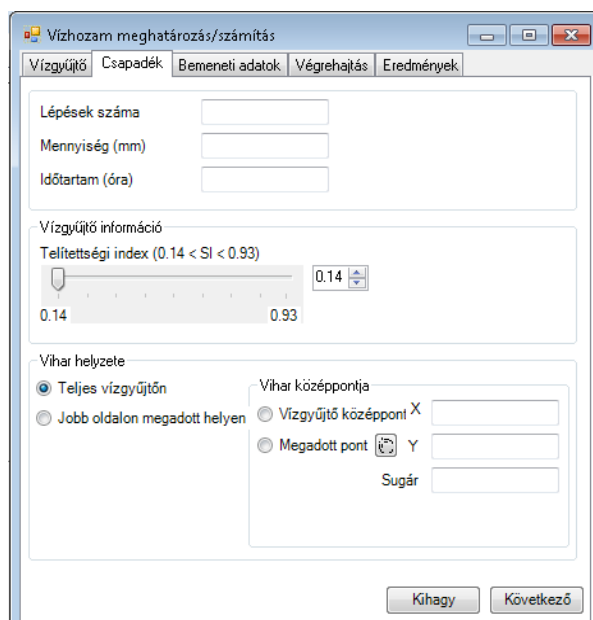 Vízhozam meghatározás/számítás
Vízgyűjtő Csapadék Bemeneti adatok Végrehajtás Eredmények
Lépések száma
Mennyiség (mm)
Időtartam (óra)
Vízgyűjtő információ
Telítettségi index (0.14 < SI < 0.93)
0.14
0.14 0.93
Vihar helyzete
Teljes vízgyűjtőn
Jobb oldalon megadott helyen
Vihar középpontja
Vízgyűjtő középpont X
Megadott pont Y
Sugár
Kihagy Következő